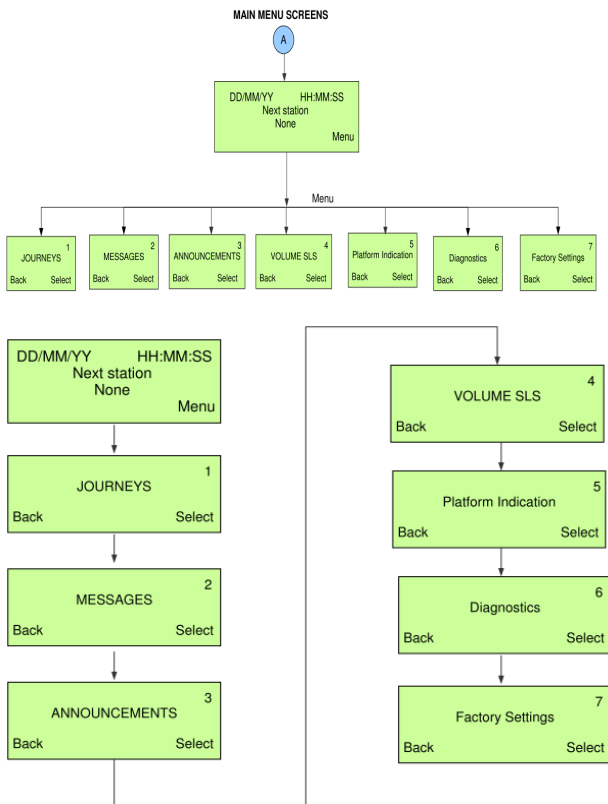 MAIN MENU SCREENS
A
DD/MM/YY HH:MM:SS
Next station
None
Menu
Menu
1
JOURNEYS
Back Select
2
MESSAGES
Back Select
3
ANNOUNCEMENTS
Back Select
4
VOLUME SLS
Back Select
5
Platform Indication
Back Select
6
Diagnostics
Back Select
7
Factory Settings
Back Select
DD/MM/YY HH:MM:SS
Next station
None
Menu
1
JOURNEYS
Back Select
2
MESSAGES
Back Select
3
ANNOUNCEMENTS
Back Select
4
VOLUME SLS
Back Select
5
Platform Indication
Back Select
6
Diagnostics
Back Select
7
Factory Settings
Back Select